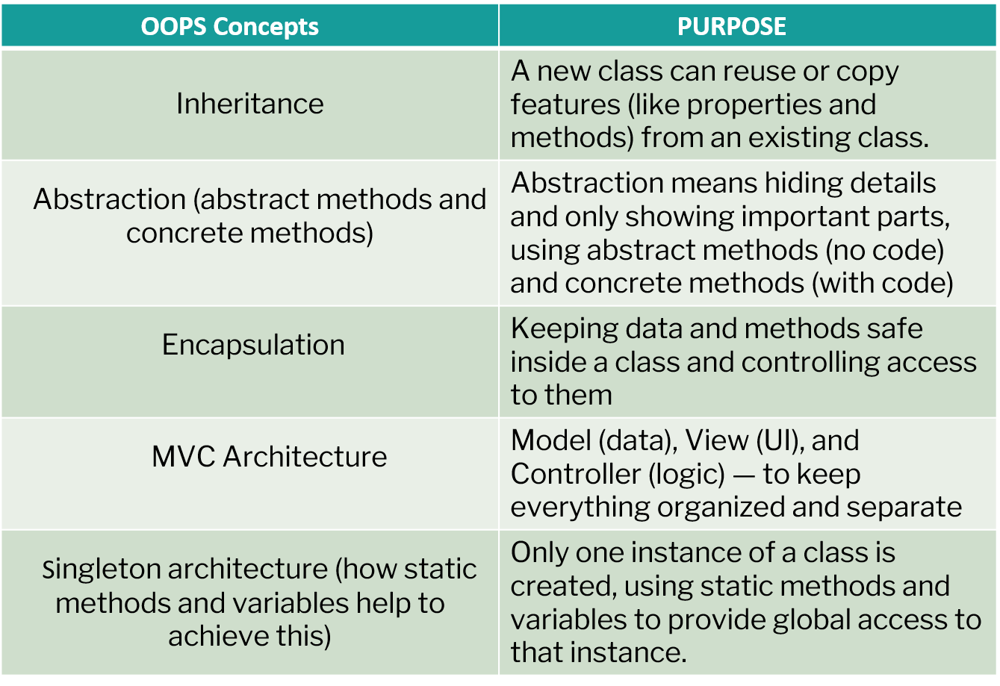 OOPS Concepts
PURPOSE
Inheritance
A new class can reuse or copy
features (like properties and
methods) from an existing class.
Abstraction (abstract methods and
concrete methods)
Abstraction means hiding details
and only showing important parts,
using abstract methods (no code)
and concrete methods (with code)
Encapsulation
Keeping data and methods safe
inside a class and controlling access
to them
MVC Architecture
Model (data), View (UI), and
Controller (logic) — to keep
everything organized and separate
Singleton architecture (how static
methods and variables help to
achieve this)
Only one instance of a class is
created, using static methods and
variables to provide global access to
that instance.